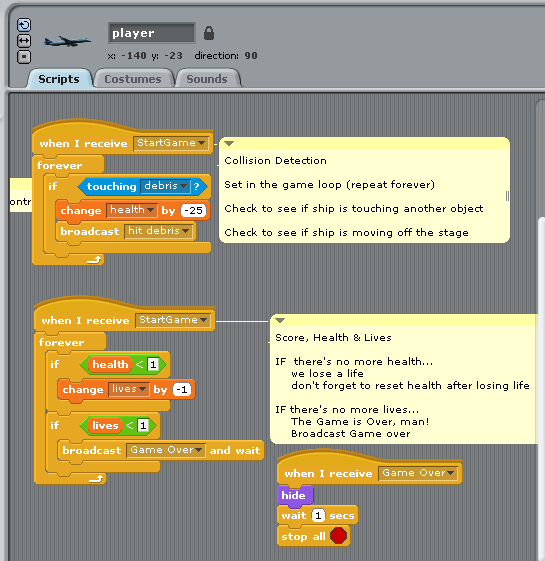 player
x: -140 y: -23 direction: 90
Scripts Costumes Sounds
when I receive StartGame
forever
if touching debris ?
change health by -25
broadcast hit debris
ontr
Collision Detection
Set in the game loop (repeat forever)
Check to see if ship is touching another object
Check to see if ship is moving off the stage
when I receive StartGame
forever
if health < 1
change lives by -1
if lives < 1
broadcast Game Over and wait
Score, Health & Lives
IF there's no more health...
we lose a life
don't forget to reset health after losing life
IF there's no more lives...
The Game is Over, man!
Broadcast Game over
when I receive Game Over
hide
wait 1 secs
stop all